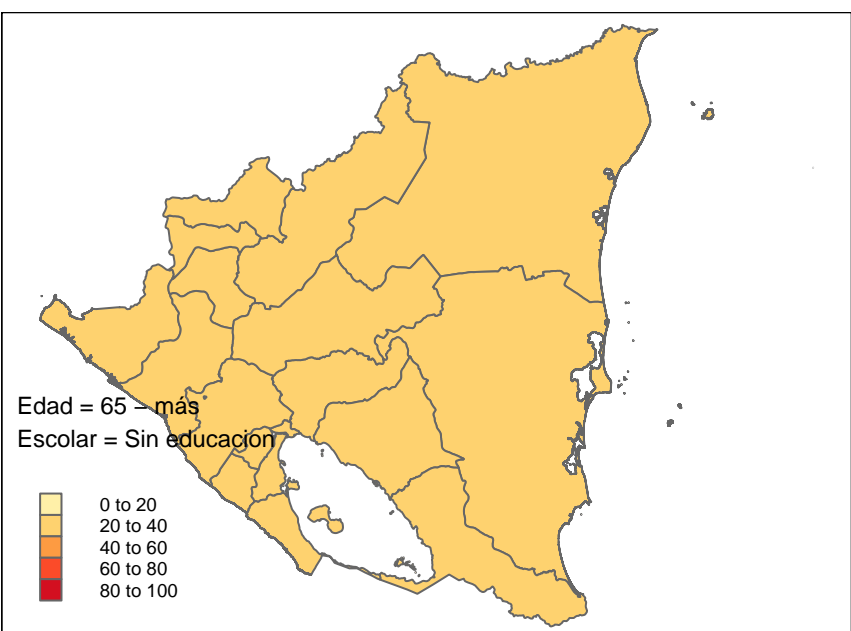 Edad = 65 – más
Escolar = Sin educacion
0 to 20
20 to 40
40 to 60
60 to 80
80 to 100